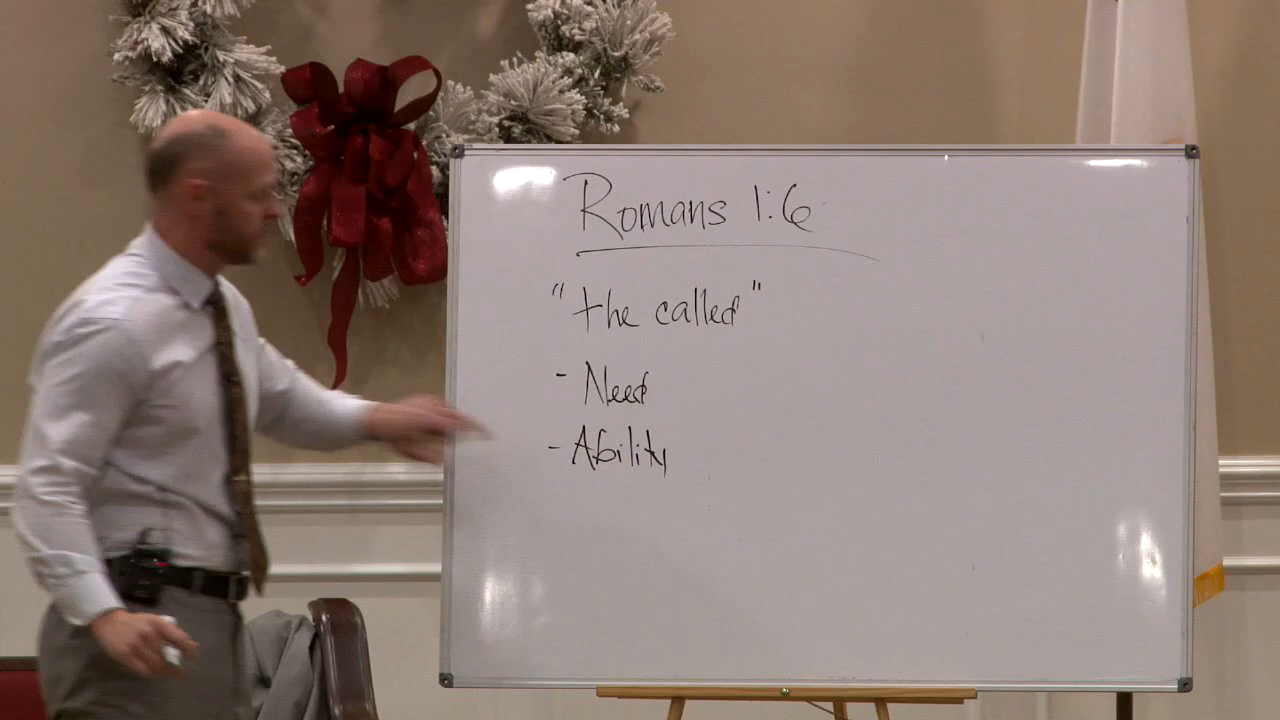 Romans 1:6
"the called"
- Need
- Ability